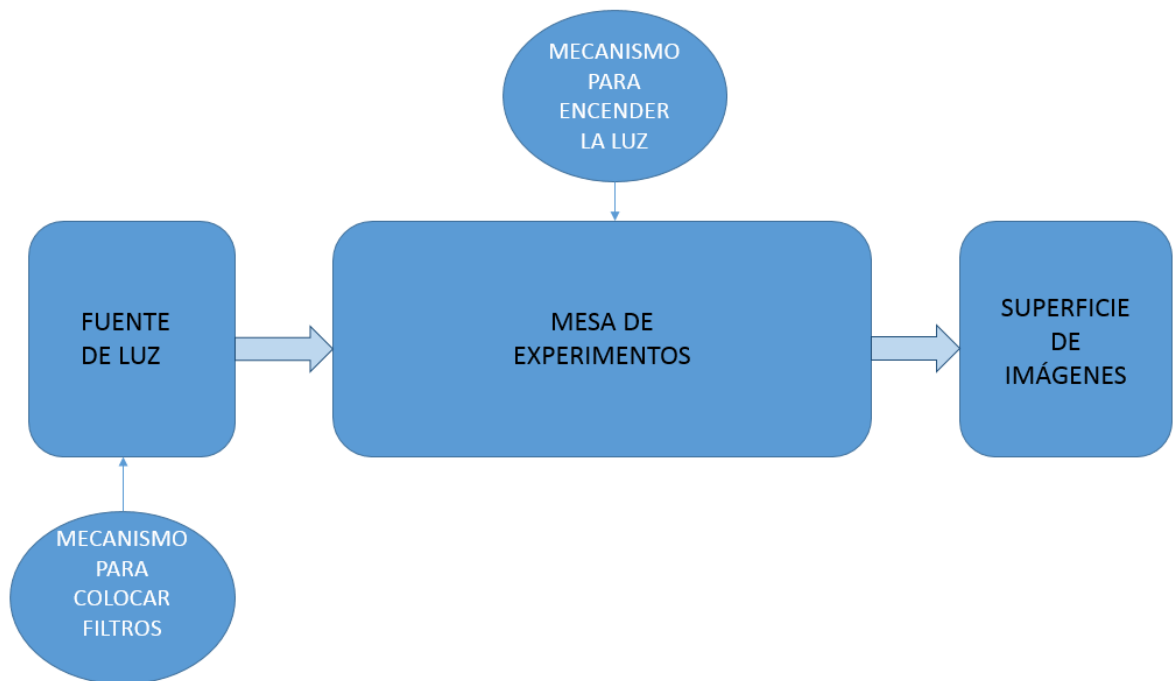 MECANISMO
PARA
ENCENDER
LA LUZ
FUENTE
DE LUZ
MESA DE
EXPERIMENTOS
SUPERFICIE
DE
IMÁGENES
MECANISMO
PARA
COLOCAR
FILTROS